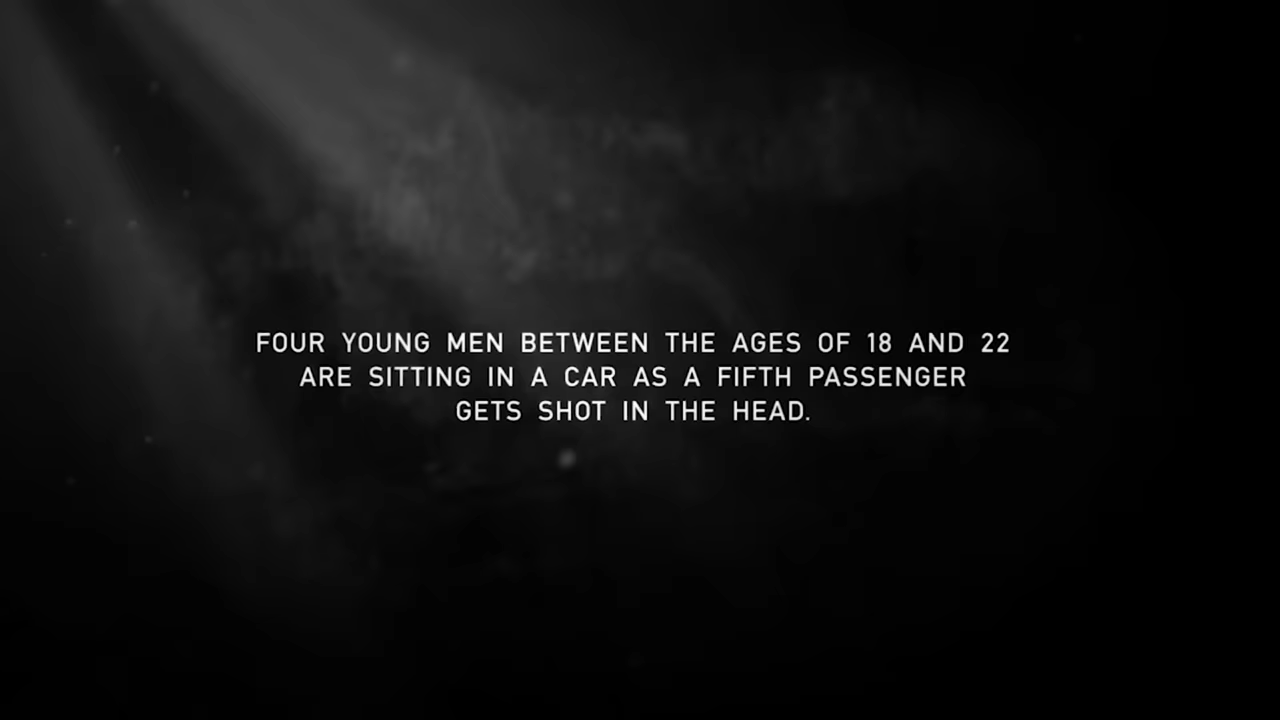 FOUR YOUNG MEN BETWEEN THE AGES OF 18 AND 22
ARE SITTING IN A CAR AS A FIFTH PASSENGER
GETS SHOT IN THE HEAD.